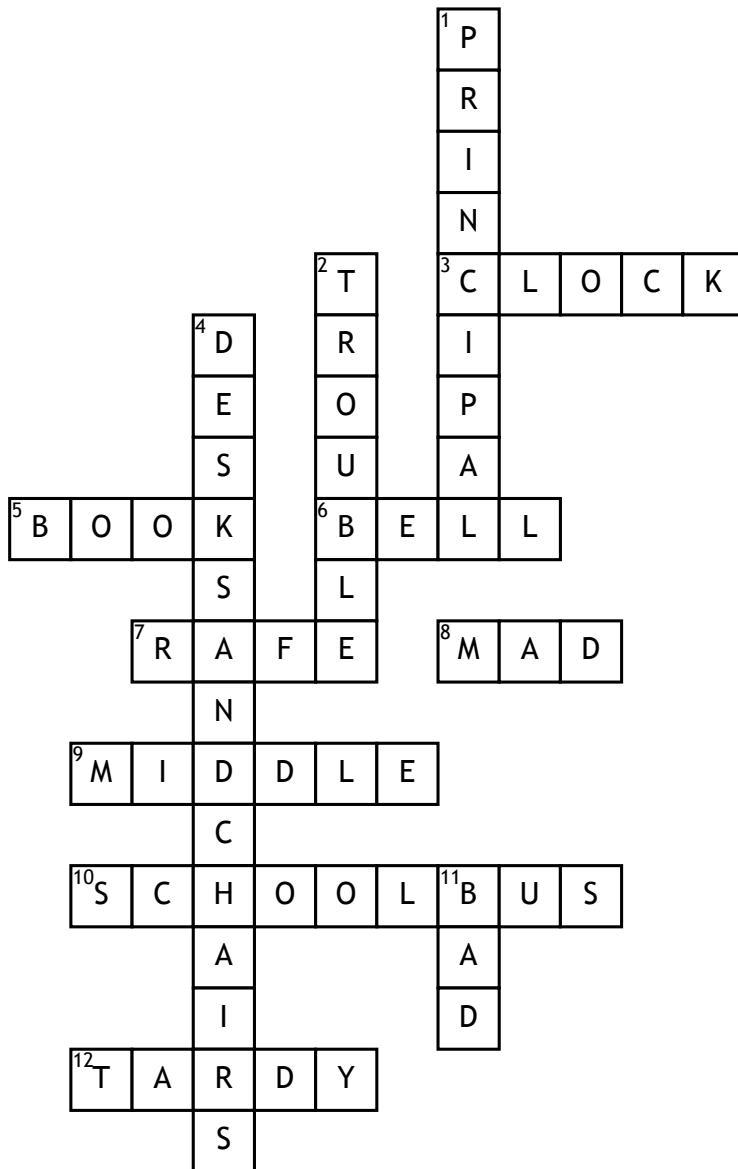 1 P
R
I
N
2 T 3 C L O C K
4 D R I
E O P
S U A
5 B O O K 6 B E L L
S L
7 R A F E 8 M A D
N
9 M I D D L E
C
10 S C H O O L 11 B U S
A A
I D
12 T A R D Y
S